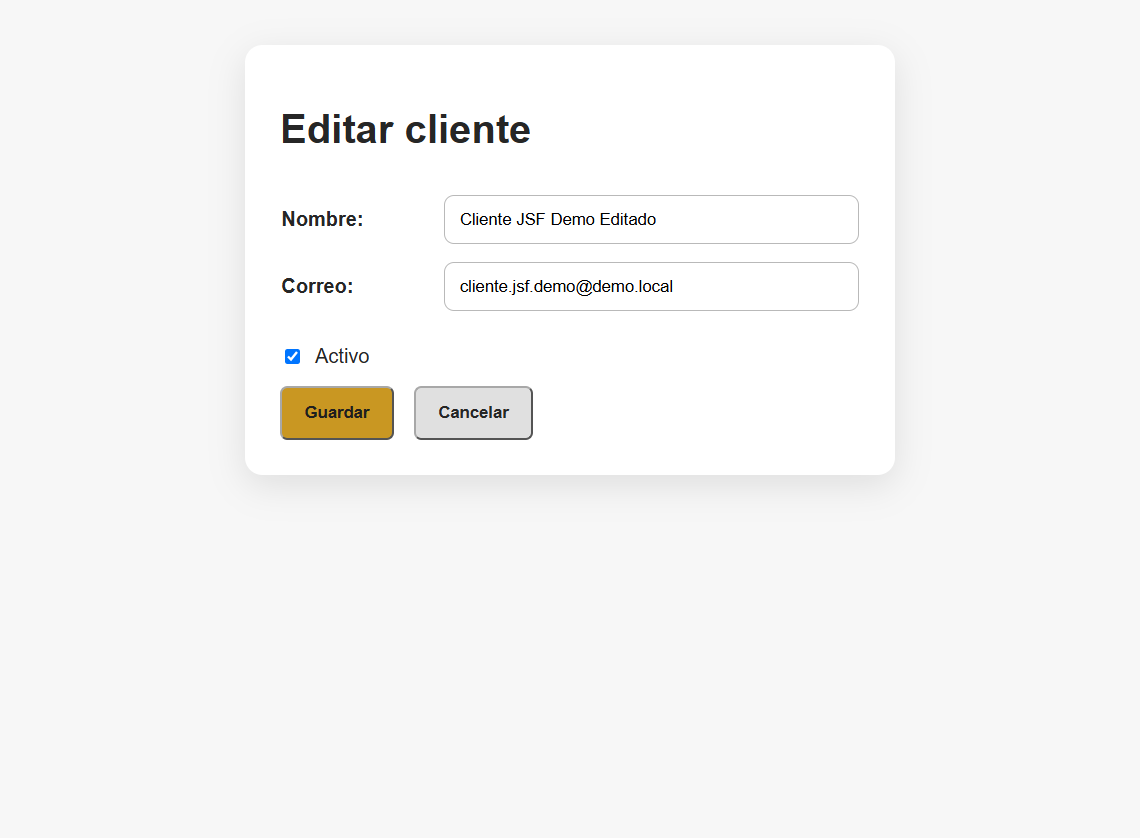 Editar cliente
Nombre: Cliente JSF Demo Editado
Correo: cliente.jsf.demo@demo.local
Activo
Guardar Cancelar